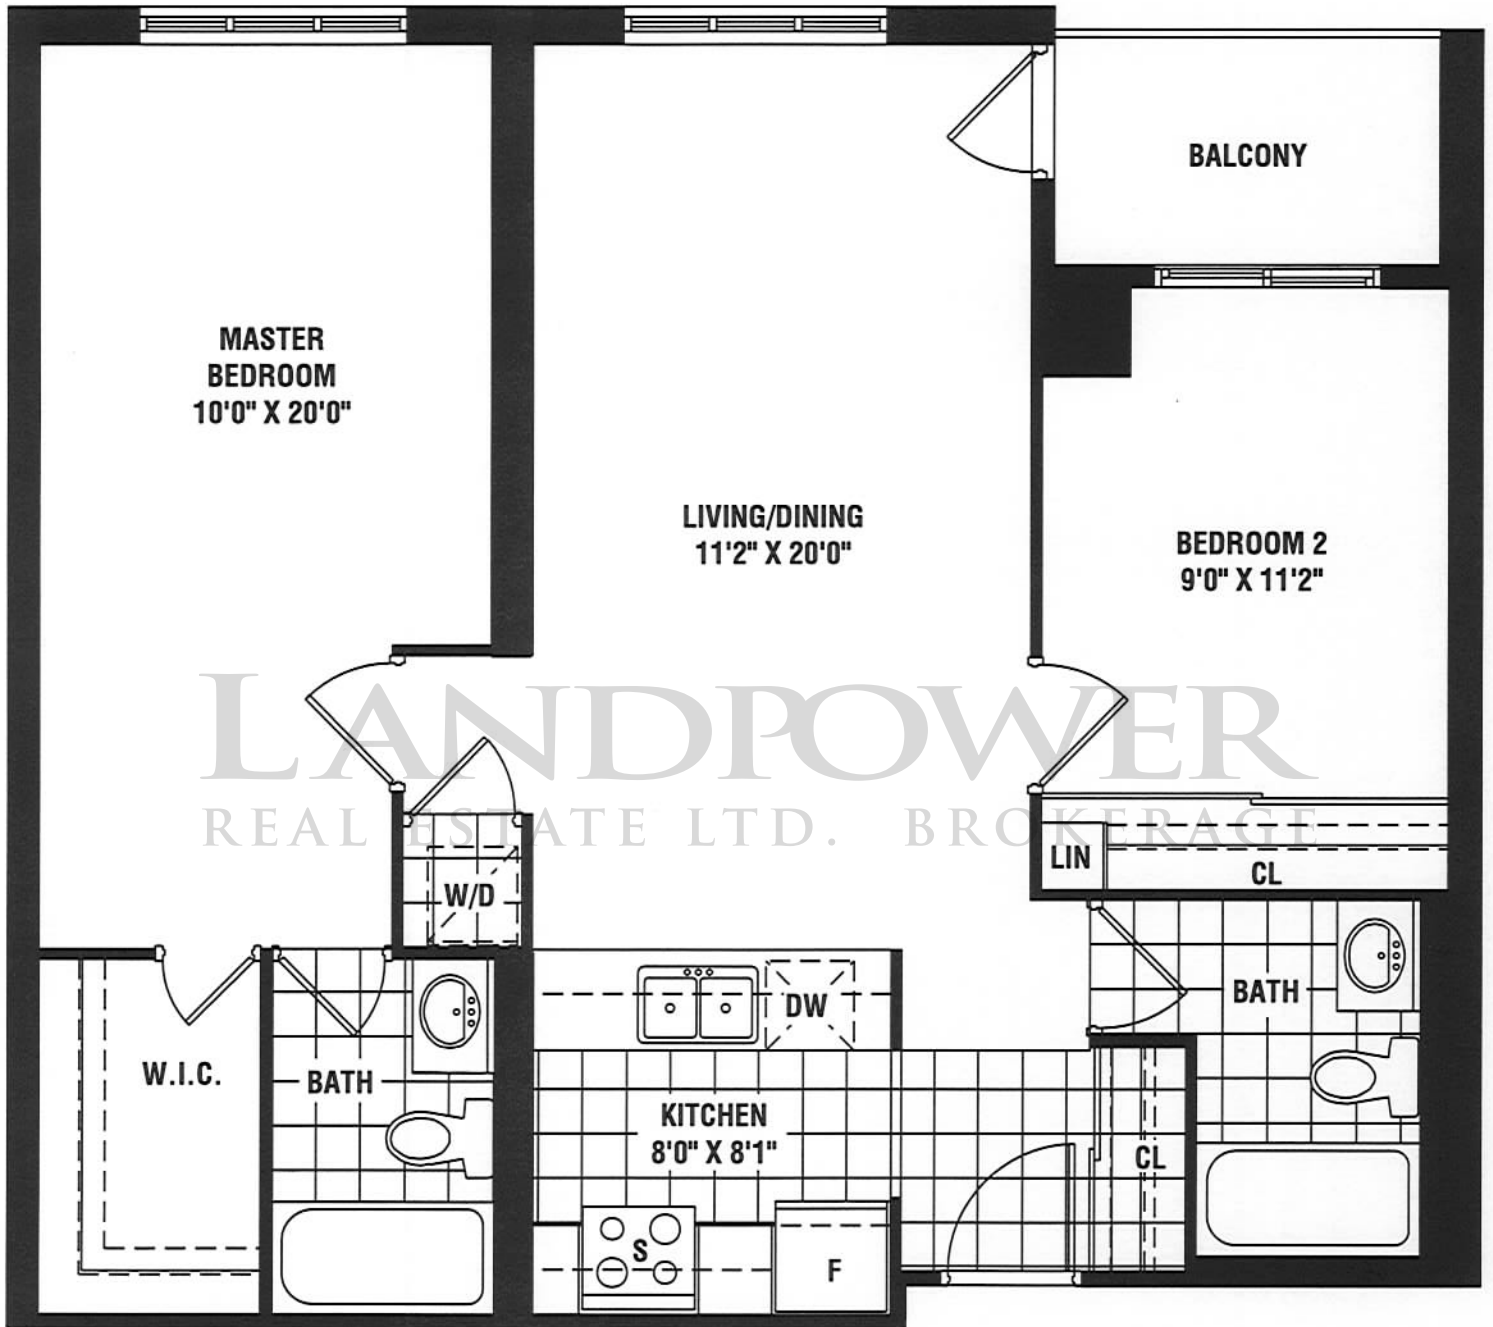 BALCONY
MASTER
BEDROOM
10'0" X 20'0"
LIVING/DINING
11'2" X 20'0"
BEDROOM 2
9'0" X 11'2"
LANDPOWER
REAL ESTATE LTD. BROKERAGE
LIN
CL
W/D
DW
BATH
W.I.C.
BATH
KITCHEN
8'0" X 8'1"
CL
S
F